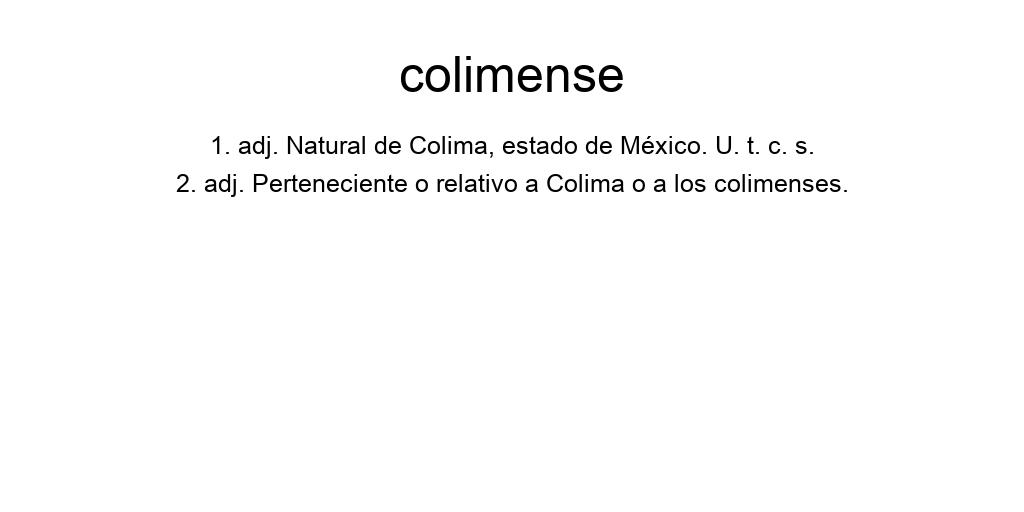 colimense
1. adj. Natural de Colima, estado de México. U. t. c. s.
2. adj. Perteneciente o relativo a Colima o a los colimenses.